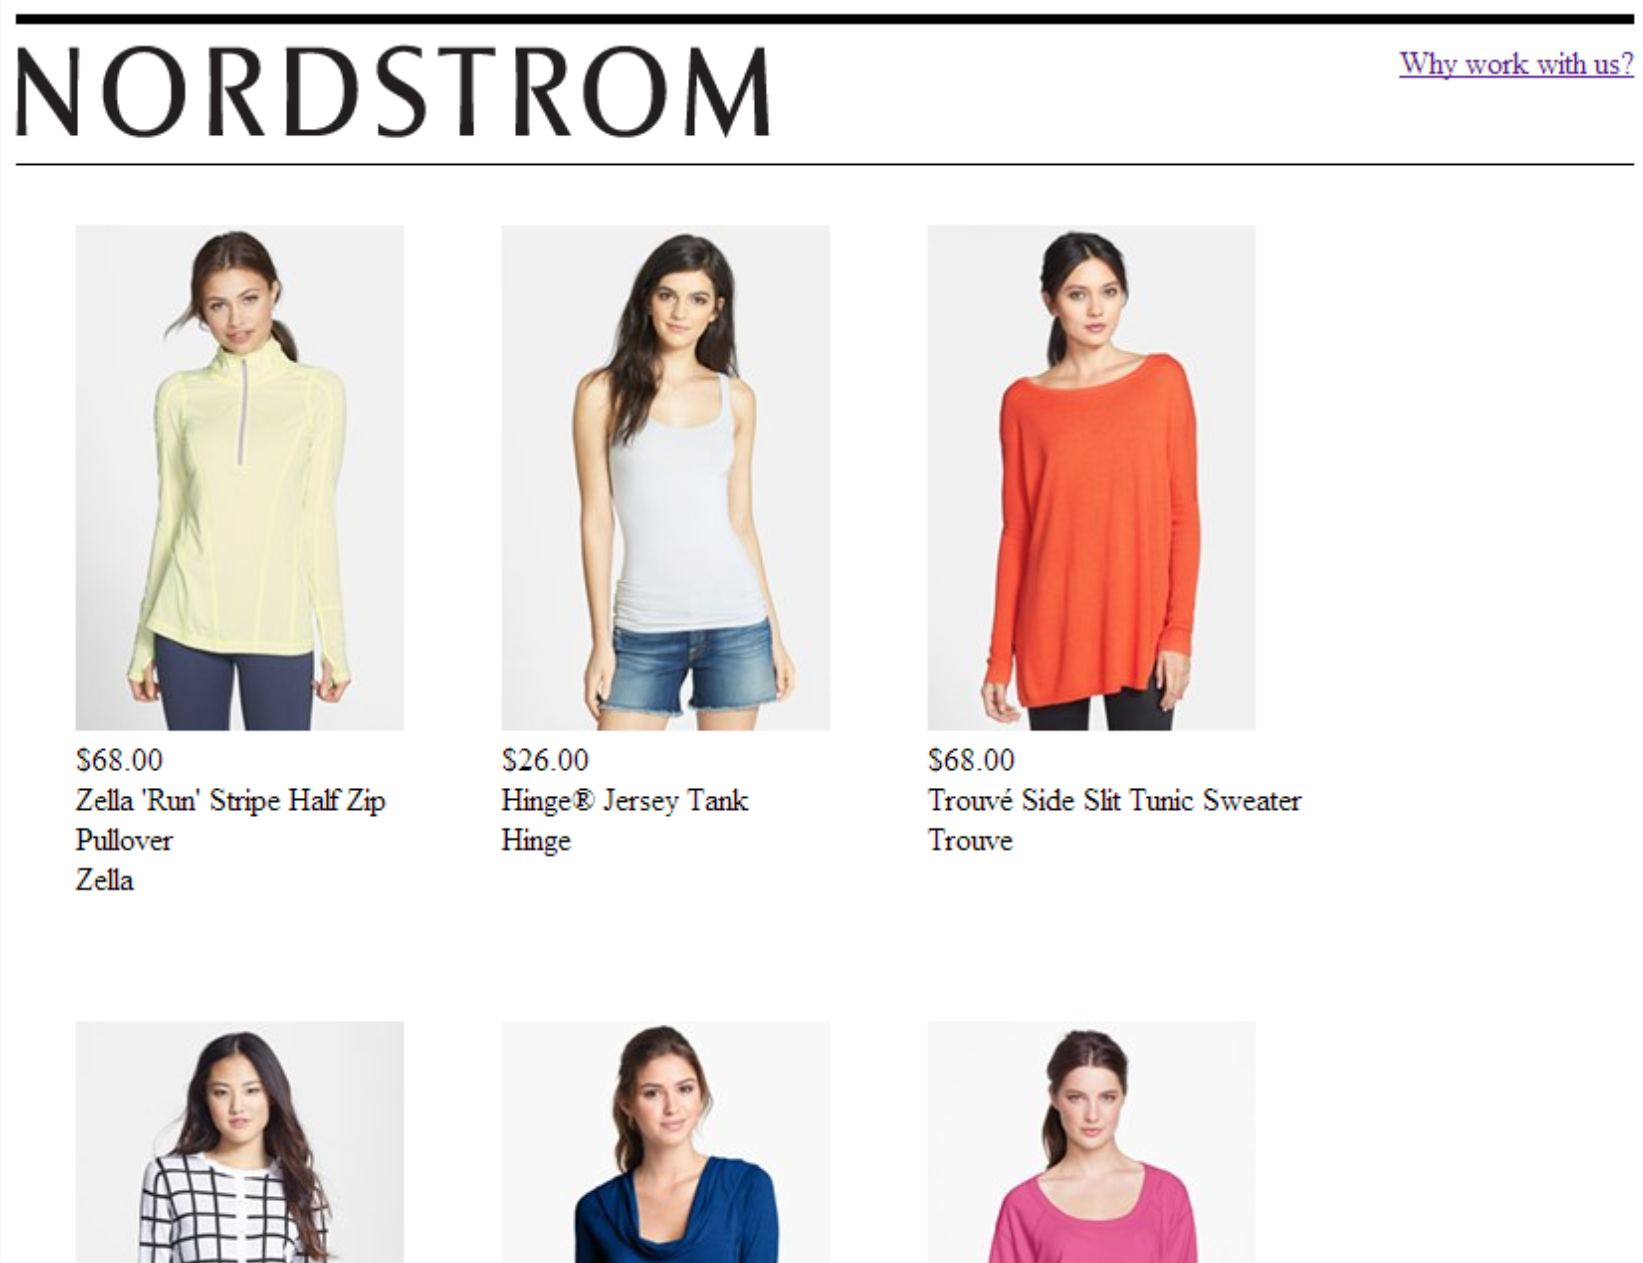 NORDSTROM
Why work with us?
$68.00
Zella 'Run' Stripe Half Zip
Pullover
Zella
$26.00
Hinge® Jersey Tank
Hinge
$68.00
Trouvé Side Slit Tunic Sweater
Trouve